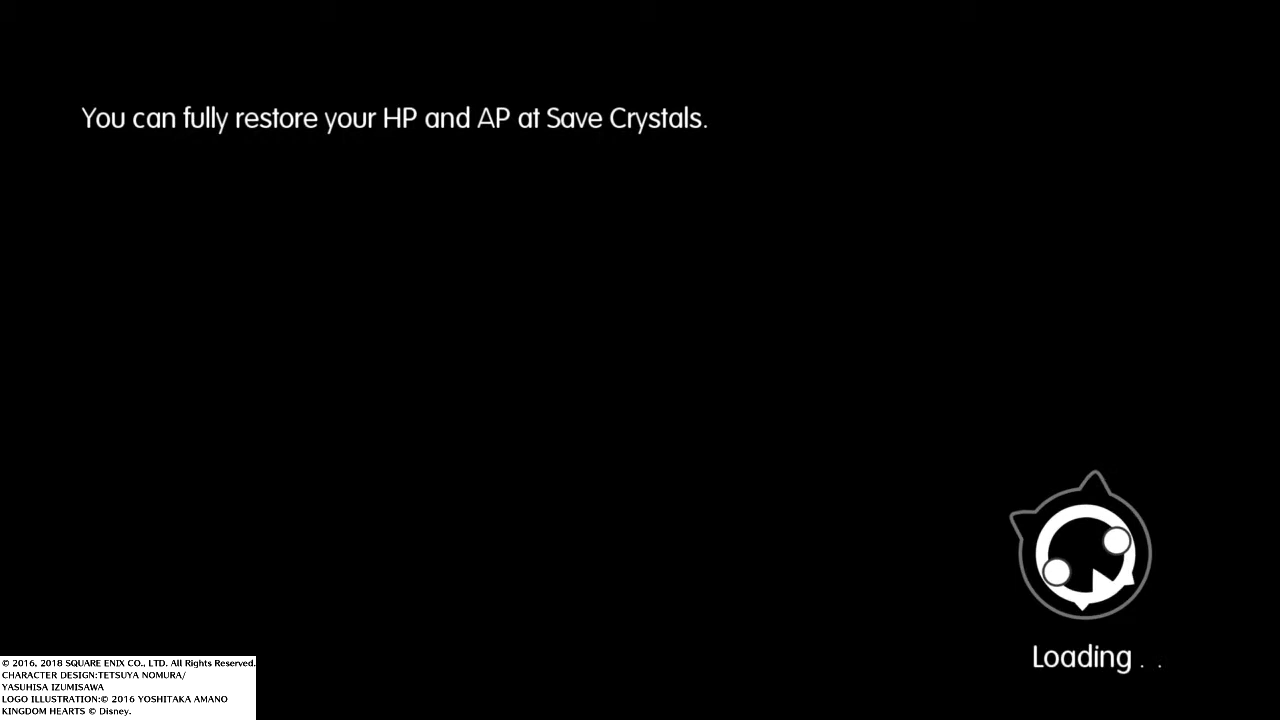 You can fully restore your HP and AP at Save Crystals.
Loading . .
© 2016, 2018 SQUARE ENIX CO., LTD. All Rights Reserved.
CHARACTER DESIGN:TETSUYA NOMURA/
YASUHISA IZUMISAWA
LOGO ILLUSTRATION:© 2016 YOSHITAKA AMANO
KINGDOM HEARTS © Disney.